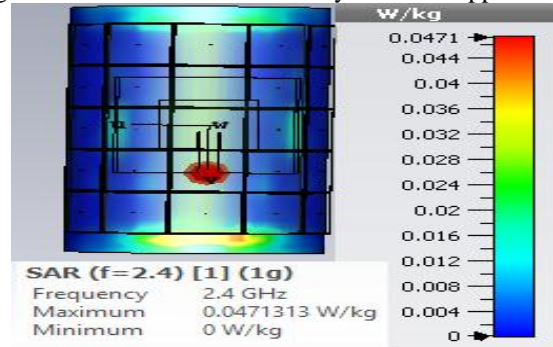 W/kg
0.0471
0.044
0.04
0.036
0.032
0.028
0.024
0.02
0.016
0.012
0.008
0.004
0
SAR (f=2.4) [1] (1g)
Frequency 2.4 GHz
Maximum 0.0471313 W/kg
Minimum 0 W/kg